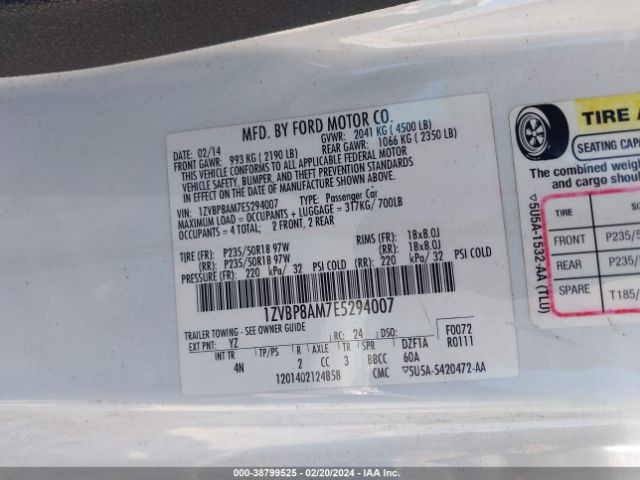 MFD. BY FORD MOTOR CO.
DATE: 02/14 GVWR: 2041 KG (4500 LB)
FRONT GAWR: 993 KG (2190 LB) REAR GAWR: 1066 KG (2350 LB)
THIS VEHICLE CONFORMS TO ALL APPLICABLE FEDERAL MOTOR
VEHICLE SAFETY, BUMPER, AND THEFT PREVENTION STANDARDS
IN EFFECT ON THE DATE OF MANUFACTURE SHOWN ABOVE.
VIN: 1ZVBP8AM7E5294007 TYPE: Passenger Car
MAXIMUM LOAD = OCCUPANTS + LUGGAGE = 317KG/700LB
OCCUPANTS = 4 TOTAL; 2 FRONT, 2 REAR
TIRE (FR): P235/50R18 97W RIMS (FR): 18x8.0J
(RR): P235/50R18 97W (RR): 18x8.0J
PRESSURE (FR): 220 kPa/ 32 PSI COLD (RR): 220 kPa/ 32 PSI COLD
1ZVBP8AM7E5294007
TRAILER TOWING - SEE OWNER GUIDE
EXT PNT: YZ RC: 24 DSO: F0072
INT TR TP/PS R AXLE TR SPR DZF1A R0111
4N 2 CC 3 BBCC 60A
1201402124858 CMC ▽5U5A-5420472-AA
TIRE A
SEATING CAPA
The combined weigh
and cargo should
▽5U5A-1532-AA (TLU)
TIRE SI
FRONT P235/5
REAR P235/
SPARE T185/
000-38799525 - 02/20/2024 - IAA Inc.